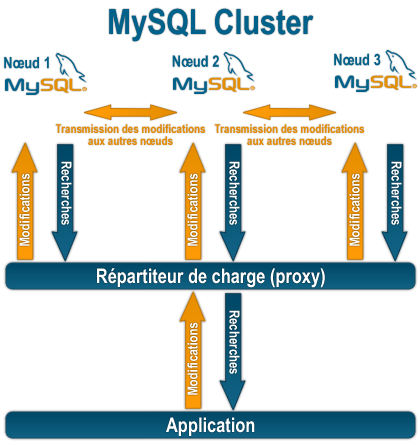 MySQL Cluster
Nœud 1
MySQL®
Nœud 2
MySQL®
Nœud 3
MySQL®
Transmission des modifications
aux autres nœuds
Transmission des modifications
aux autres nœuds
Modifications
Recherches
Modifications
Recherches
Modifications
Recherches
Répartiteur de charge (proxy)
Modifications
Recherches
Application